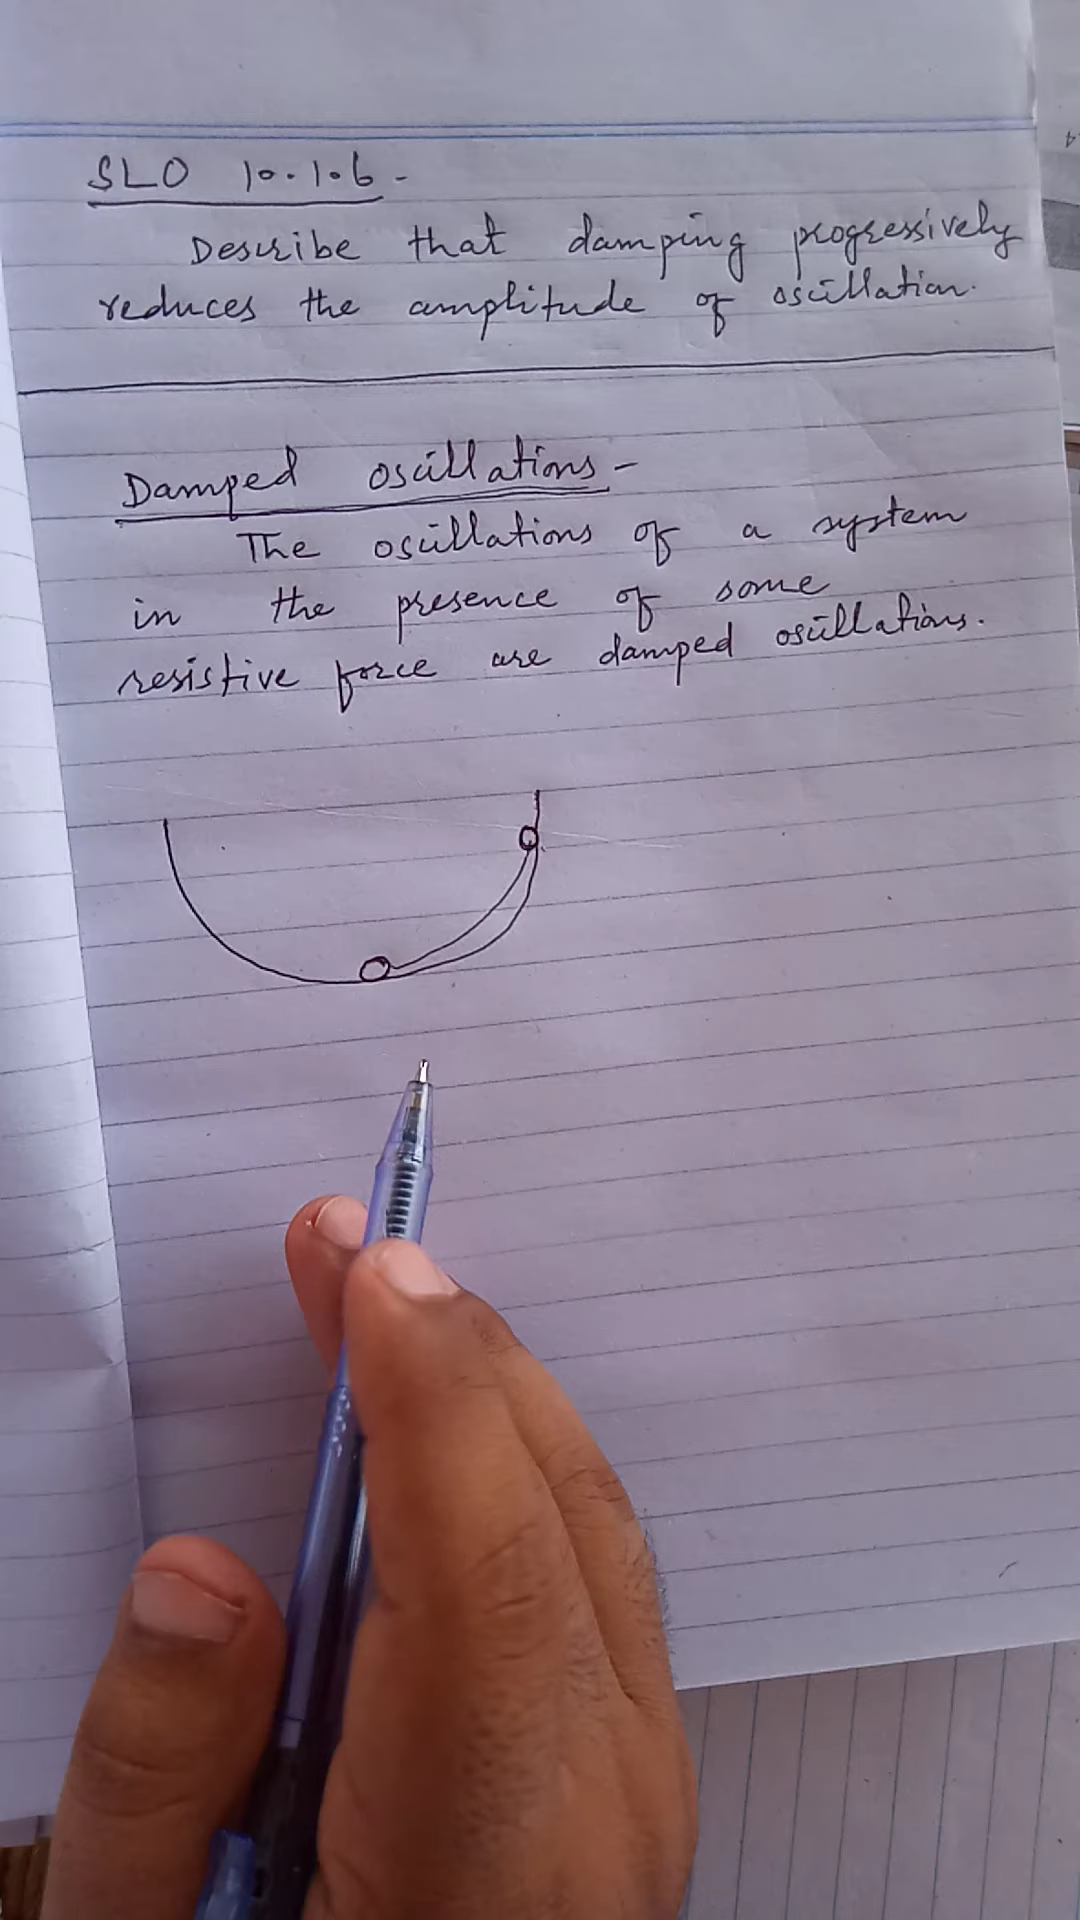 SLO 10.1.6 -
Describe that damping progressively
reduces the amplitude of oscillation.
Damped oscillations -
The oscillations of a system
in the presence of some
resistive force are damped oscillations.